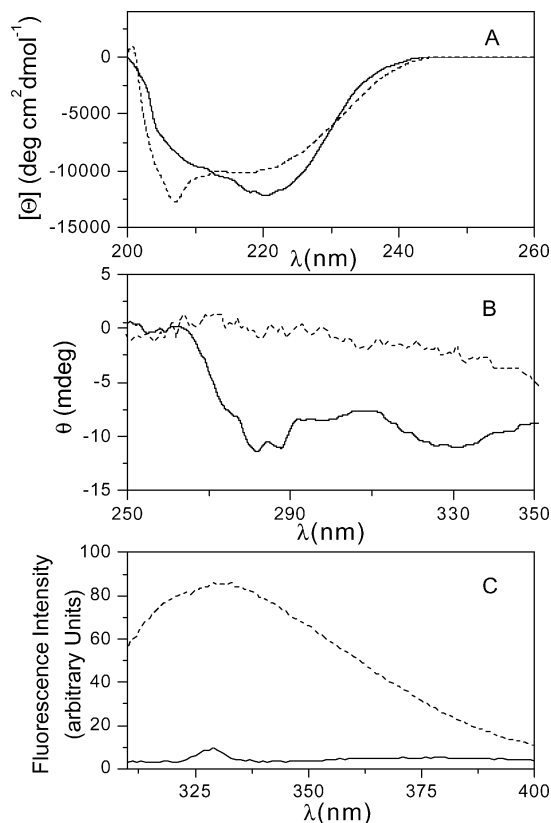 A
[Θ] (deg cm²dmol⁻¹)
0
-5000
-10000
-15000
200
220
240
260
λ(nm)
B
θ (mdeg)
5
0
-5
-10
-15
250
290
330
350
λ(nm)
C
Fluorescence Intensity
(arbitrary Units)
100
80
60
40
20
0
325
350
375
400
λ(nm)